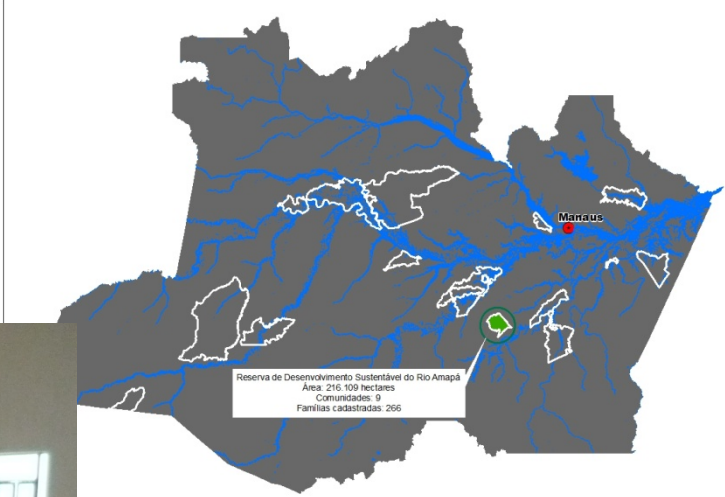 Manaus
Reserva de Desenvolvimento Sustentável do Rio Amapá
Área: 216.109 hectares
Comunidades: 9
Famílias cadastradas: 266